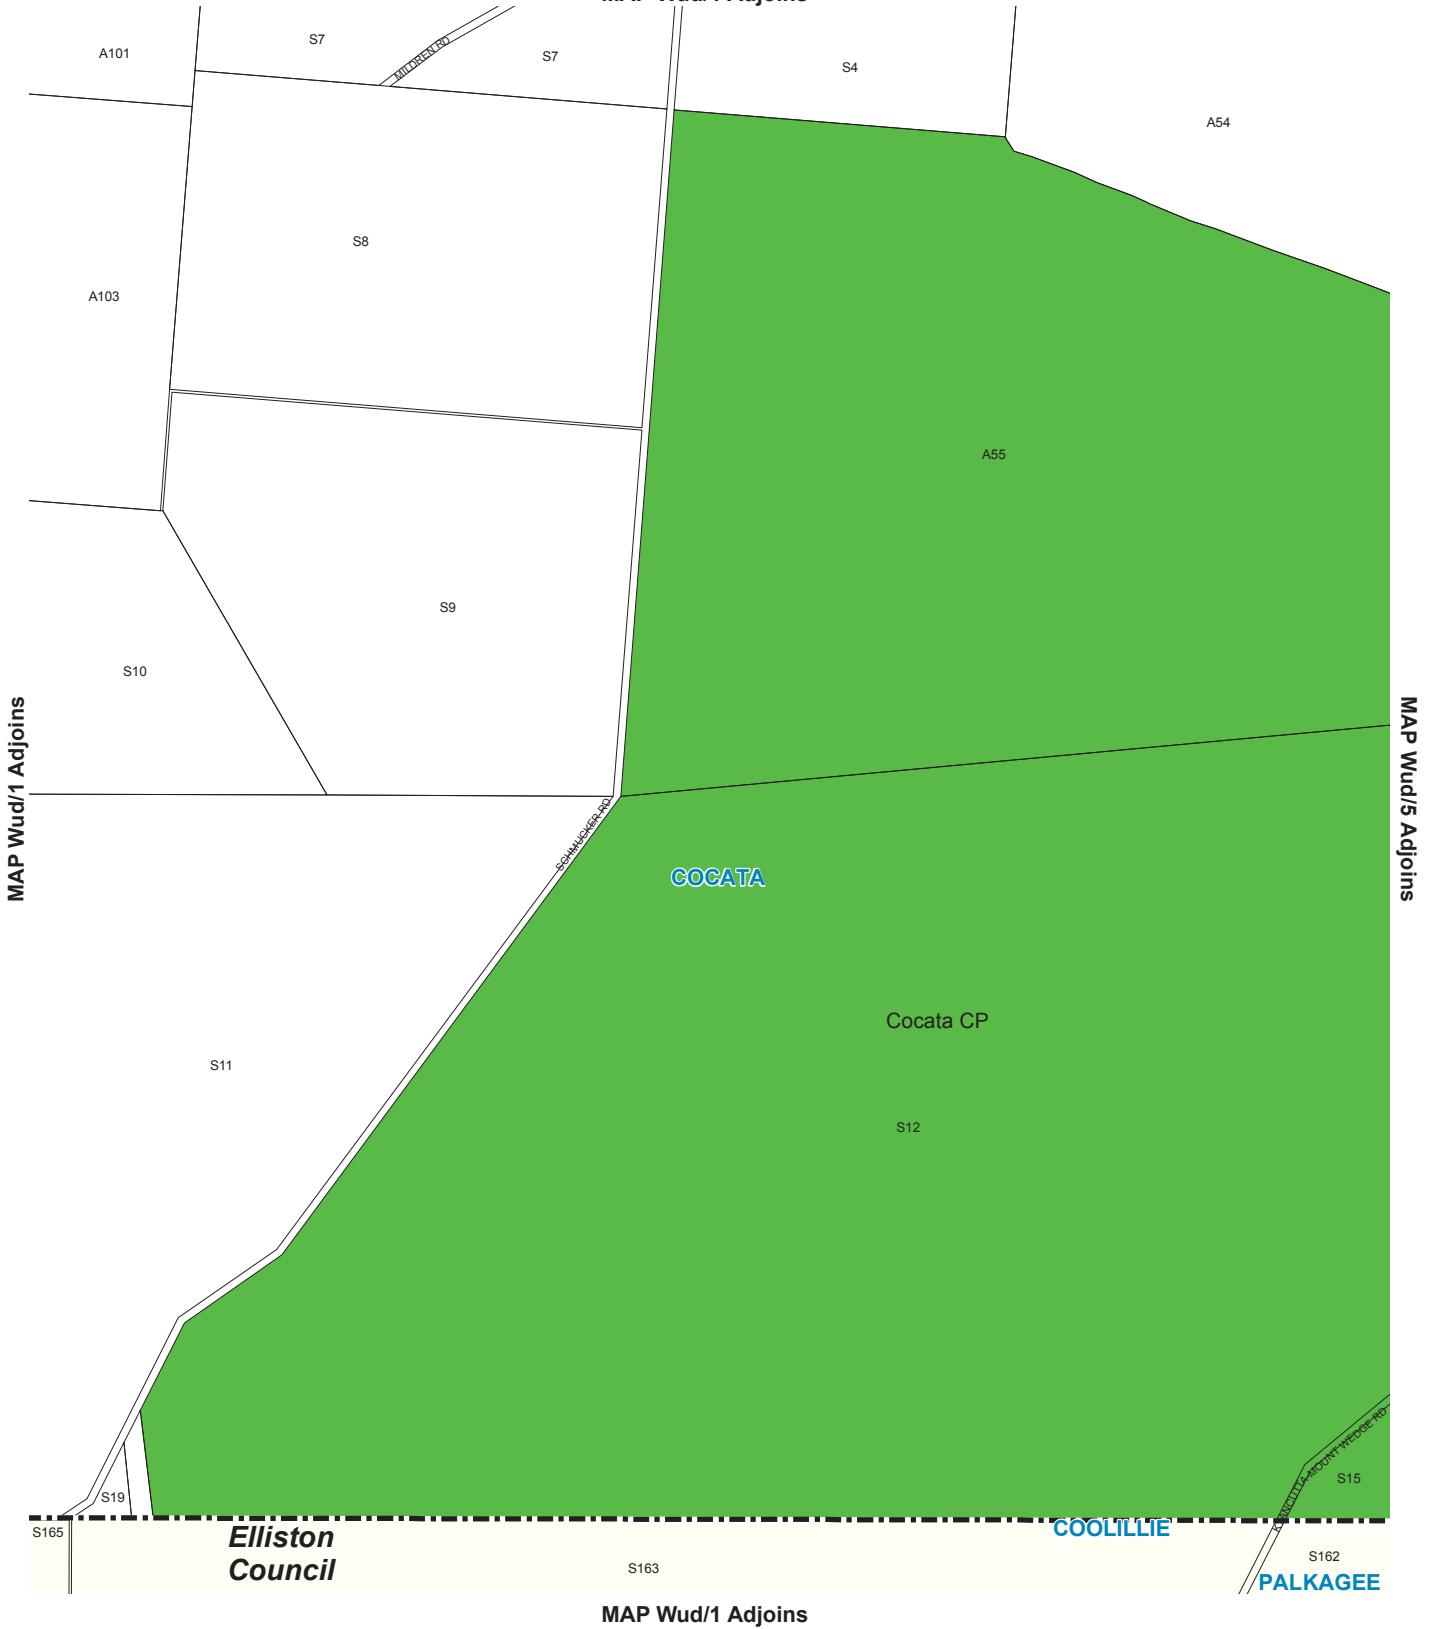 Adjoins
A101
S7
MILDREN RD
S7
S4
A54
S8
A103
A55
S9
S10
MAP Wud/1 Adjoins
MAP Wud/5 Adjoins
SCHMUCKER RD
COCATA
Cocata CP
S11
S12
KYANCUTTA-MOUNT WEDGE RD
S15
S19
S165
Elliston
Council
COOLILLIE
S163
S162
PALKAGEE
MAP Wud/1 Adjoins